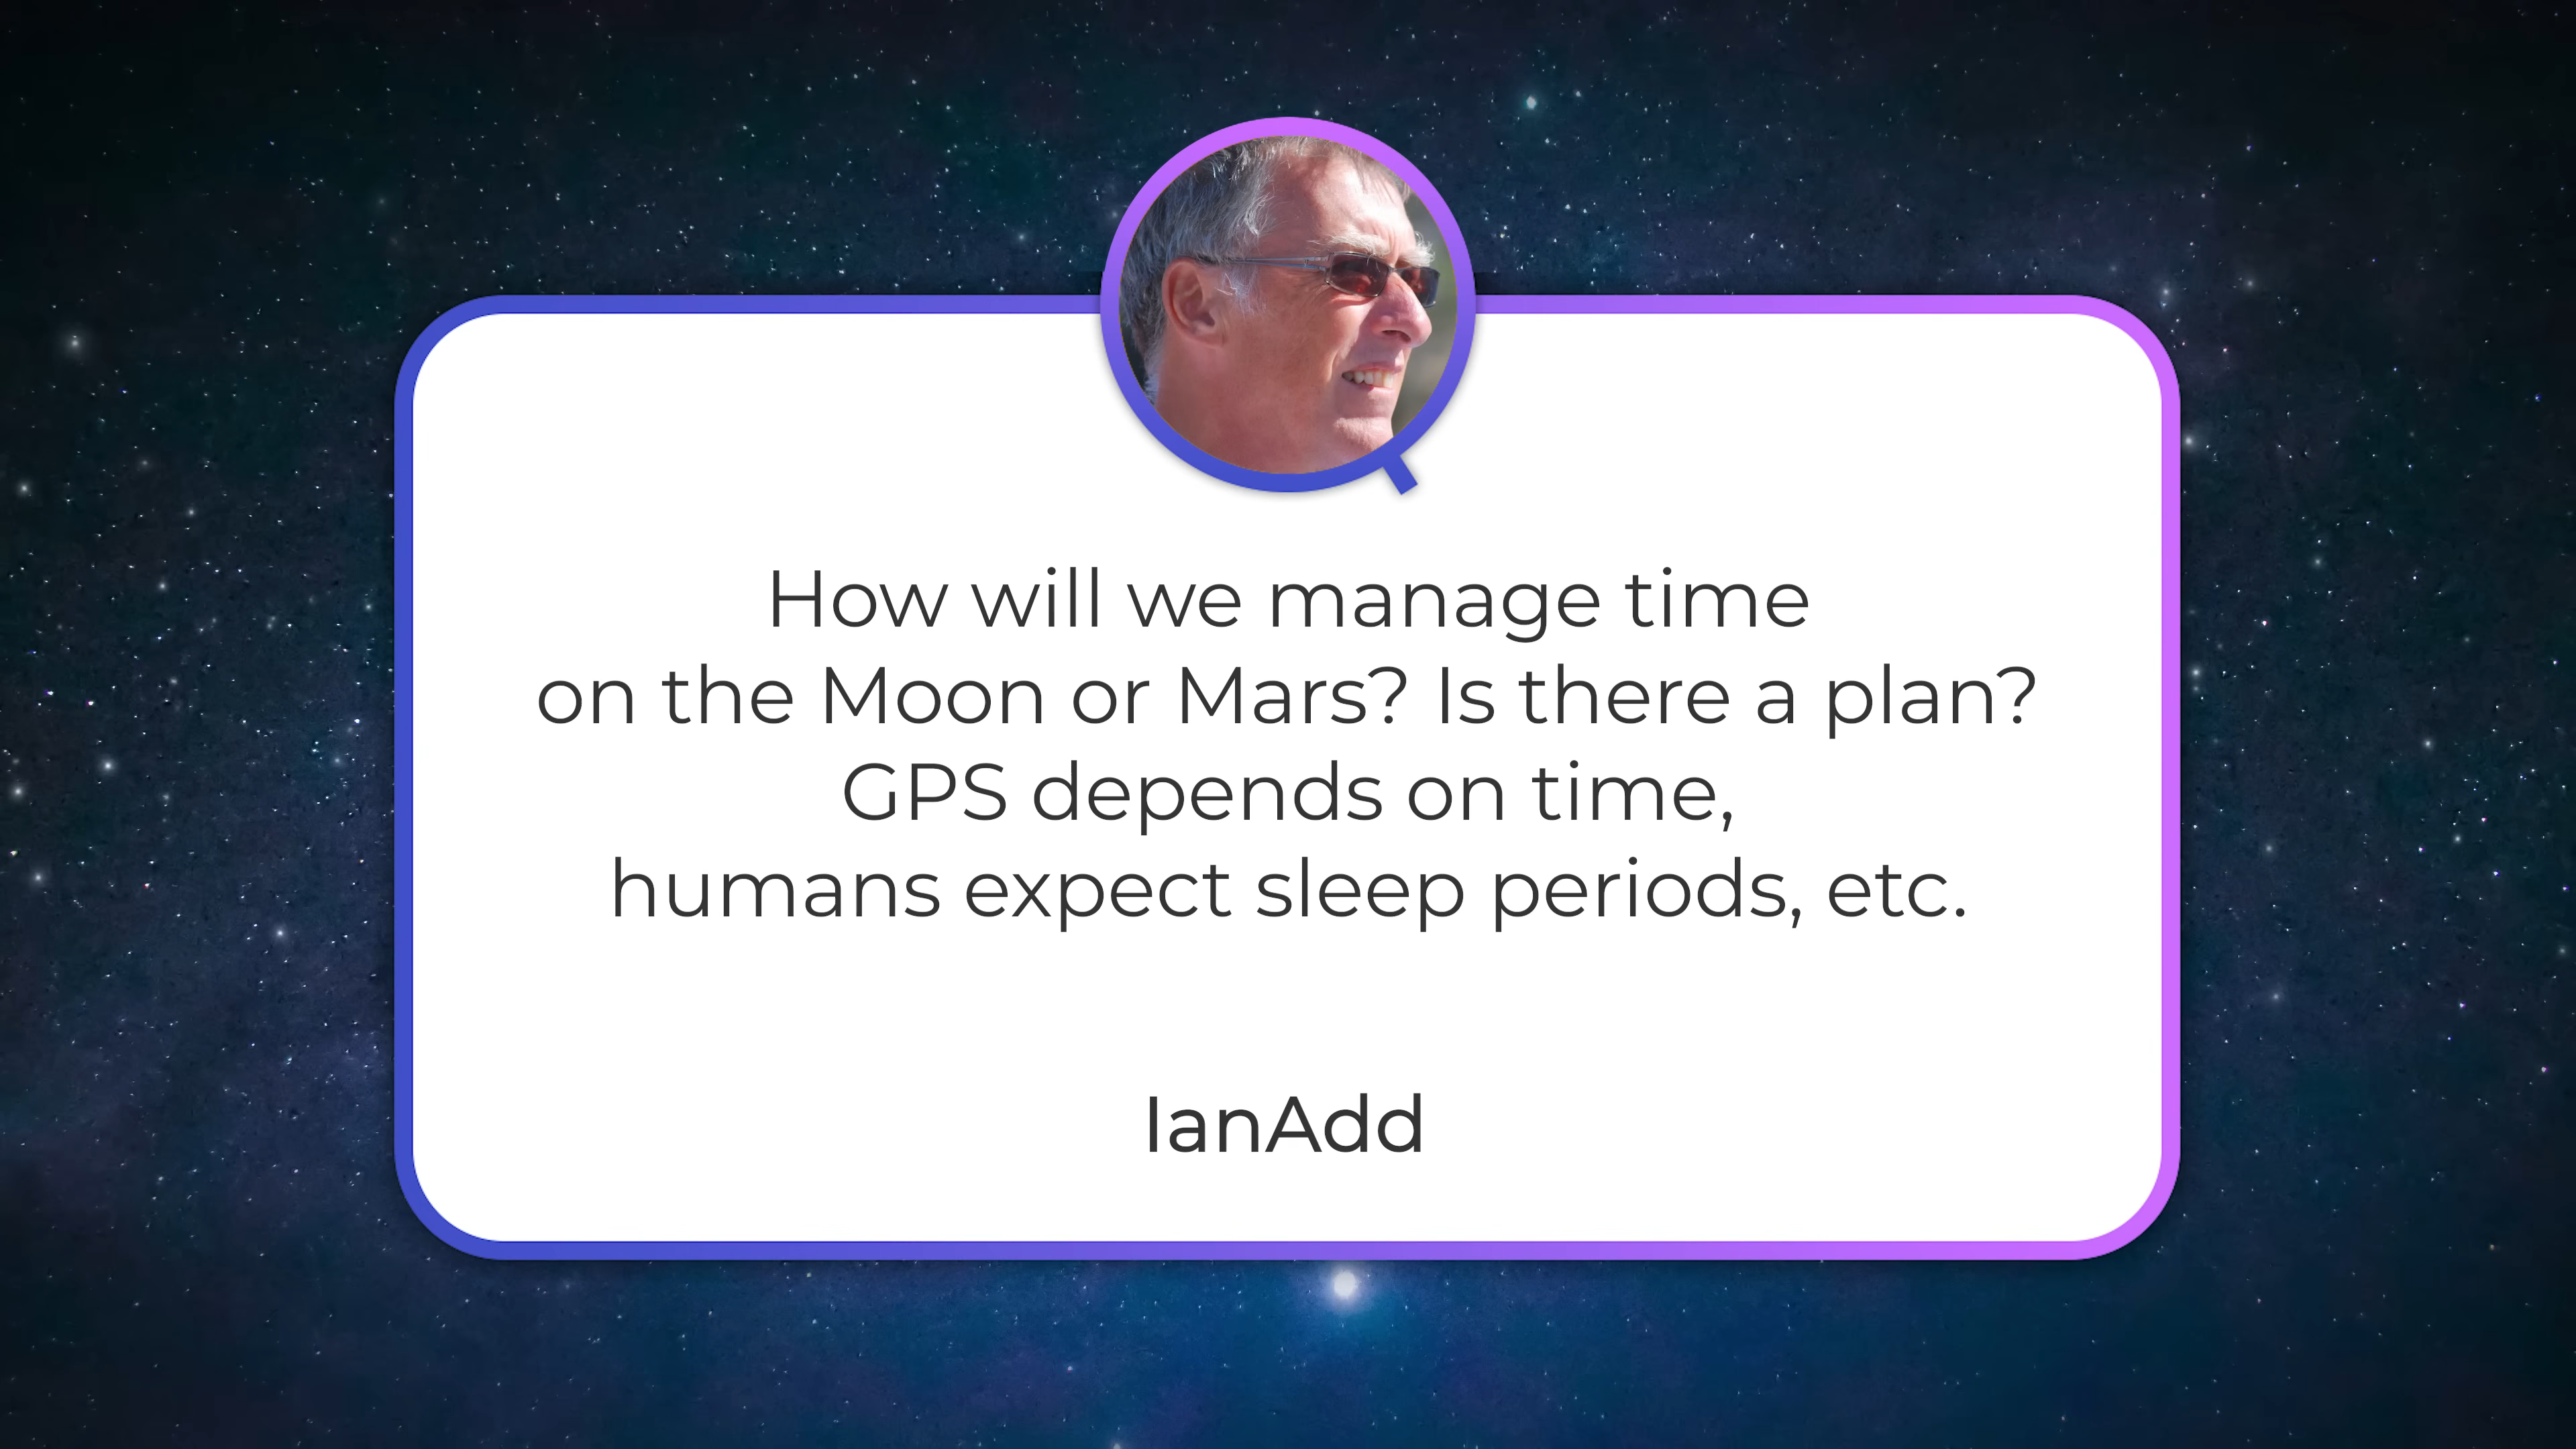 How will we manage time
on the Moon or Mars? Is there a plan?
GPS depends on time,
humans expect sleep periods, etc.
IanAdd